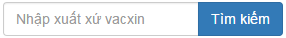 Nhập xuất xứ vacxin Tìm kiếm